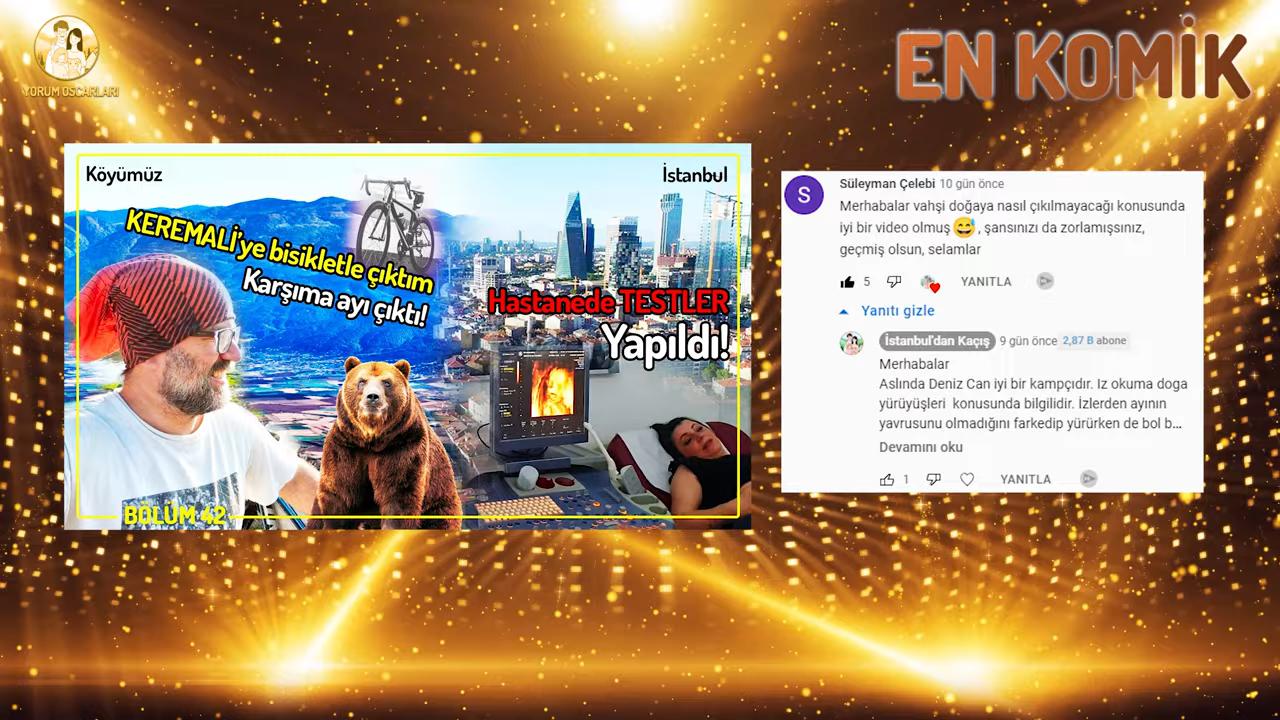 YORUM OSCARLARI
EN KOMİK
Köyümüz
İstanbul
KEREMALİ'ye bisikletle çıktım
Karşıma ayı çıktı!
Hastanede TESTLER
Yapıldı!
BÖLÜM 42
S
Süleyman Çelebi 10 gün önce
Merhabalar vahşi doğaya nasıl çıkılmayacağı konusunda
iyi bir video olmuş 😅 , şansınızı da zorlamışsınız,
geçmiş olsun, selamlar
5 YANITLA
Yanıtı gizle
İstanbul'dan Kaçış 9 gün önce 2,87 B abone
Merhabalar
Aslında Deniz Can iyi bir kampçıdır. Iz okuma doga
yürüyüşleri konusunda bilgilidir. İzlerden ayının
yavrusunu olmadığını farkedip yürürken de bol b...
Devamını oku
1 YANITLA